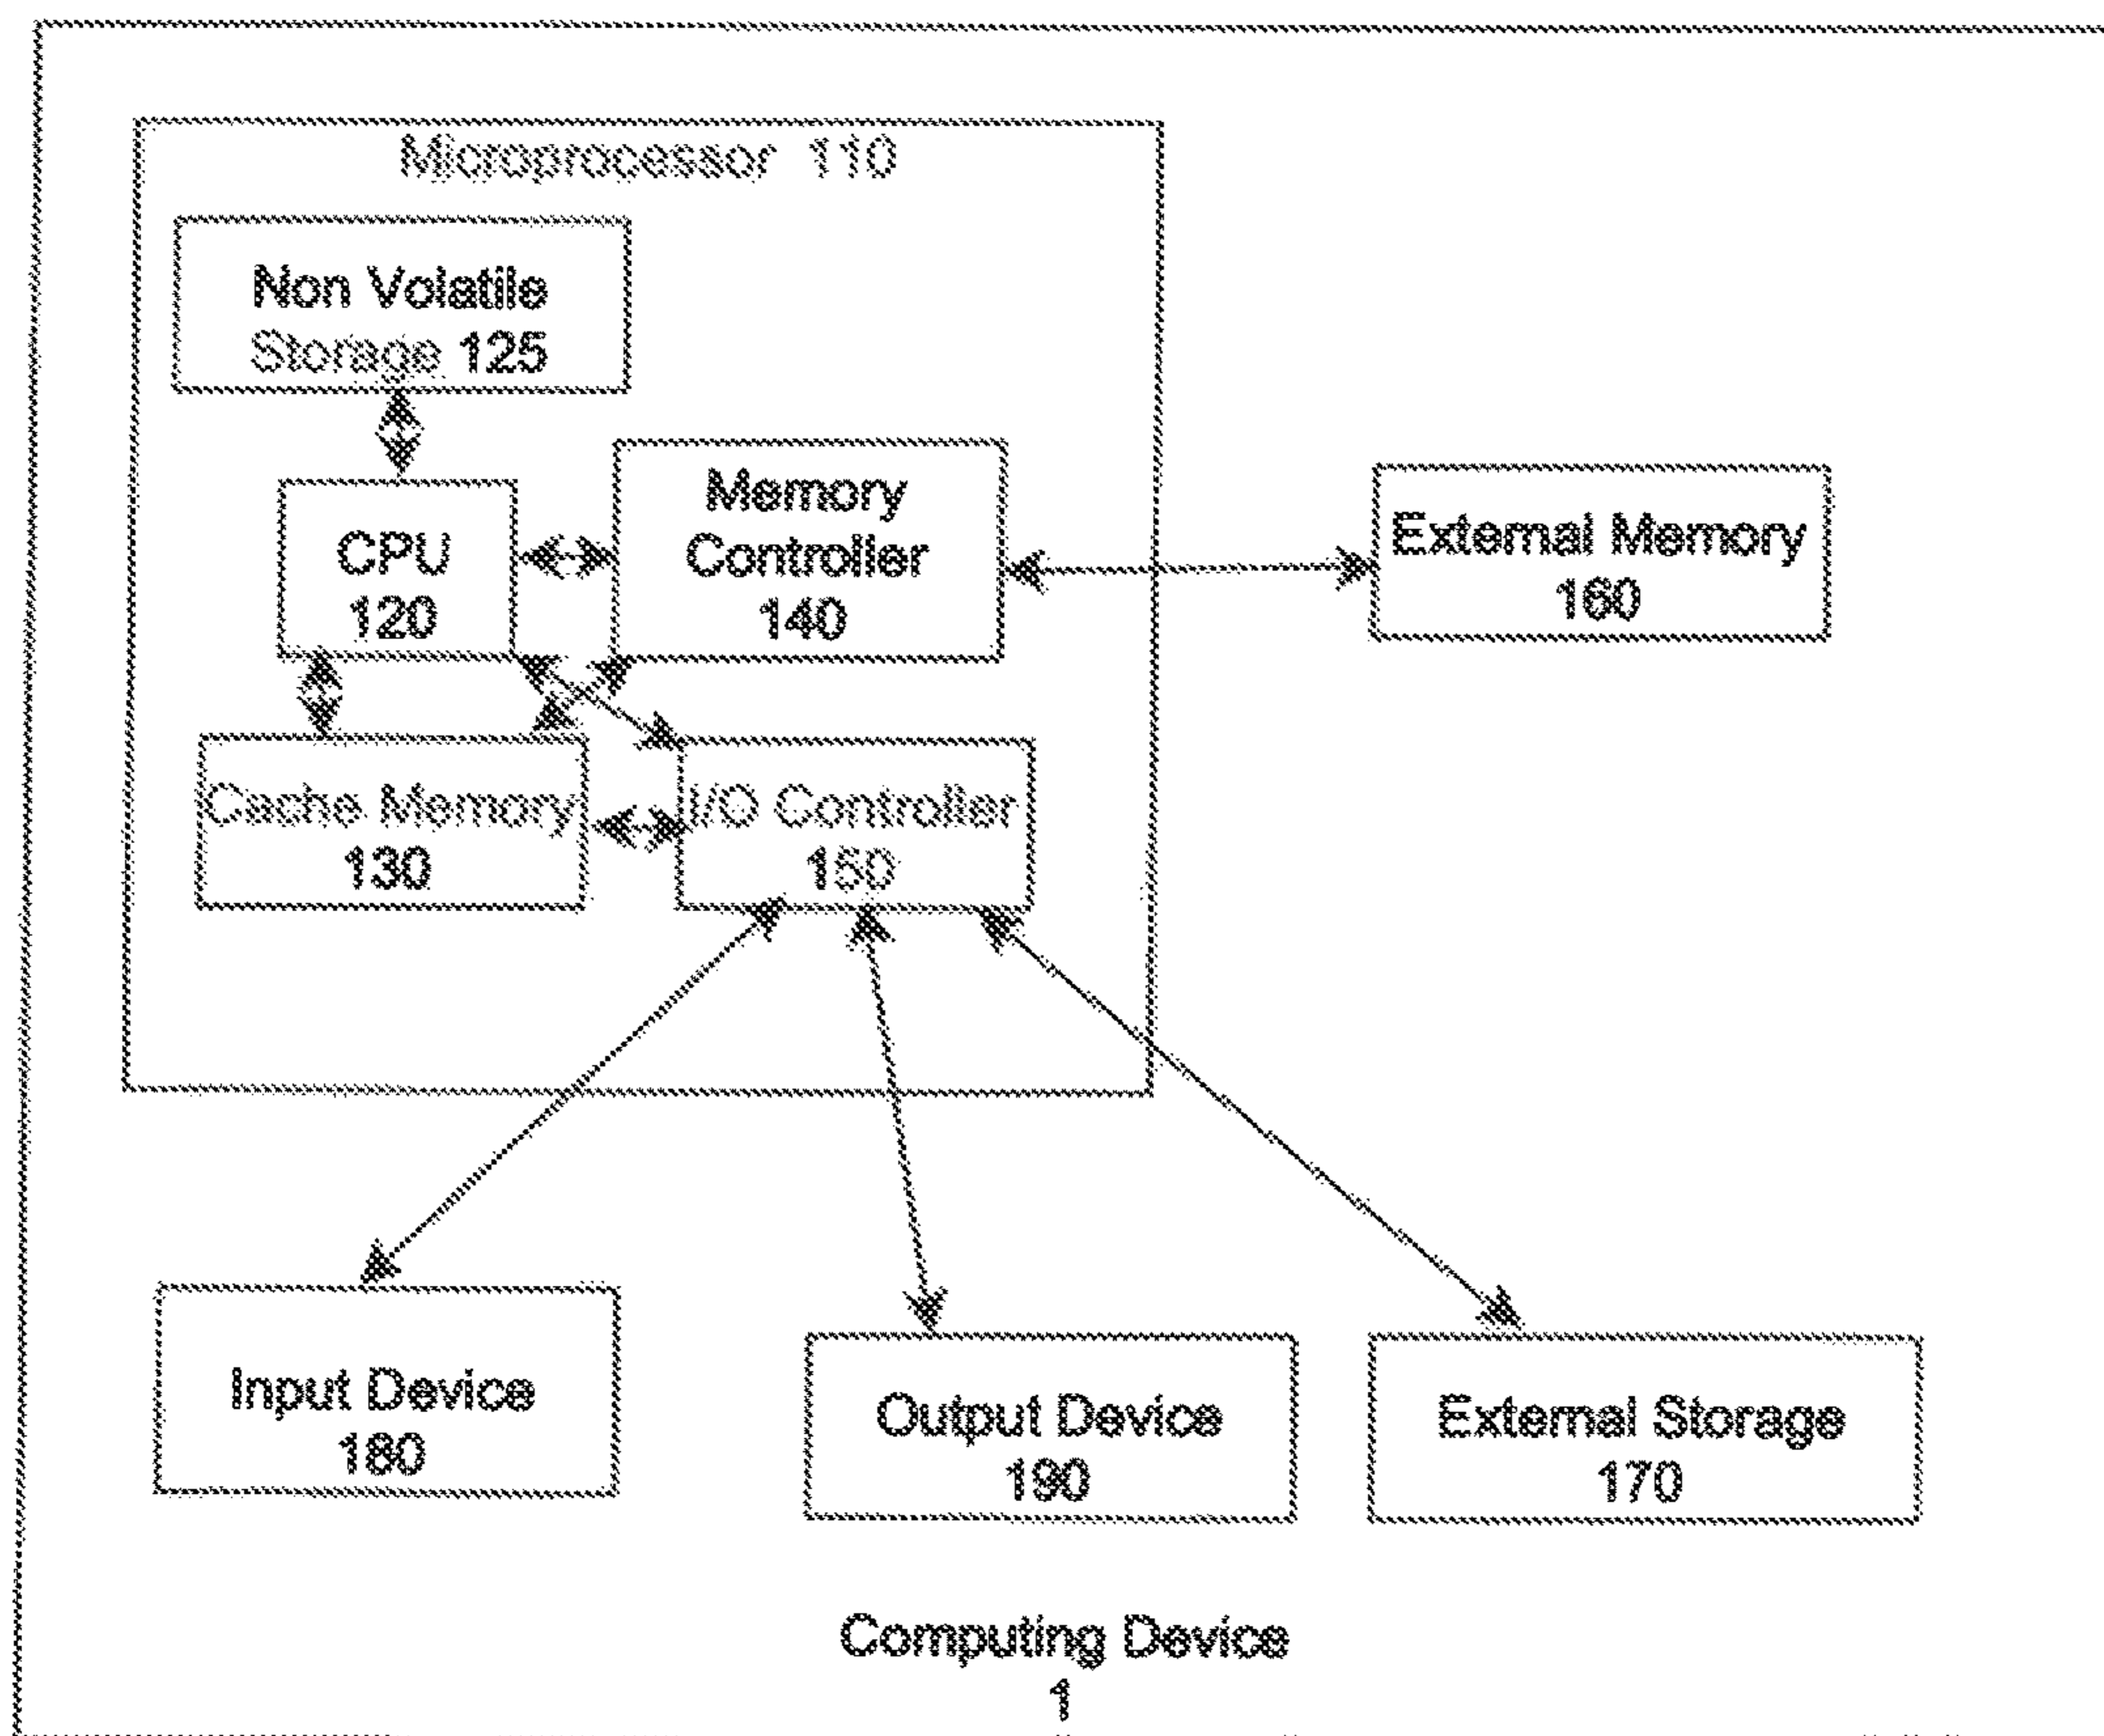 Microprocessor 110
Non Volatile
Storage 125
CPU
120
Memory
Controller
140
External Memory
160
Cache Memory
130
I/O Controller
150
Input Device
180
Output Device
190
External Storage
170
Computing Device
1